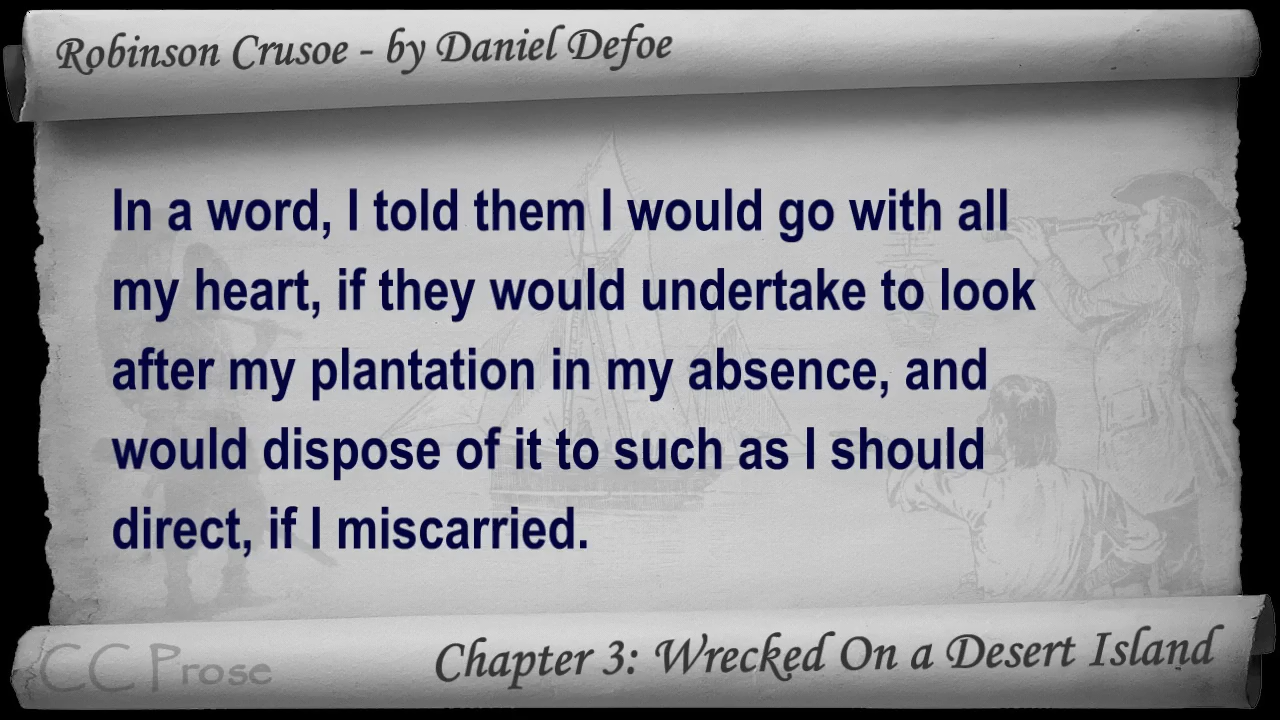 Robinson Crusoe - by Daniel Defoe
In a word, I told them I would go with all
my heart, if they would undertake to look
after my plantation in my absence, and
would dispose of it to such as I should
direct, if I miscarried.
CC Prose
Chapter 3: Wrecked On a Desert Island